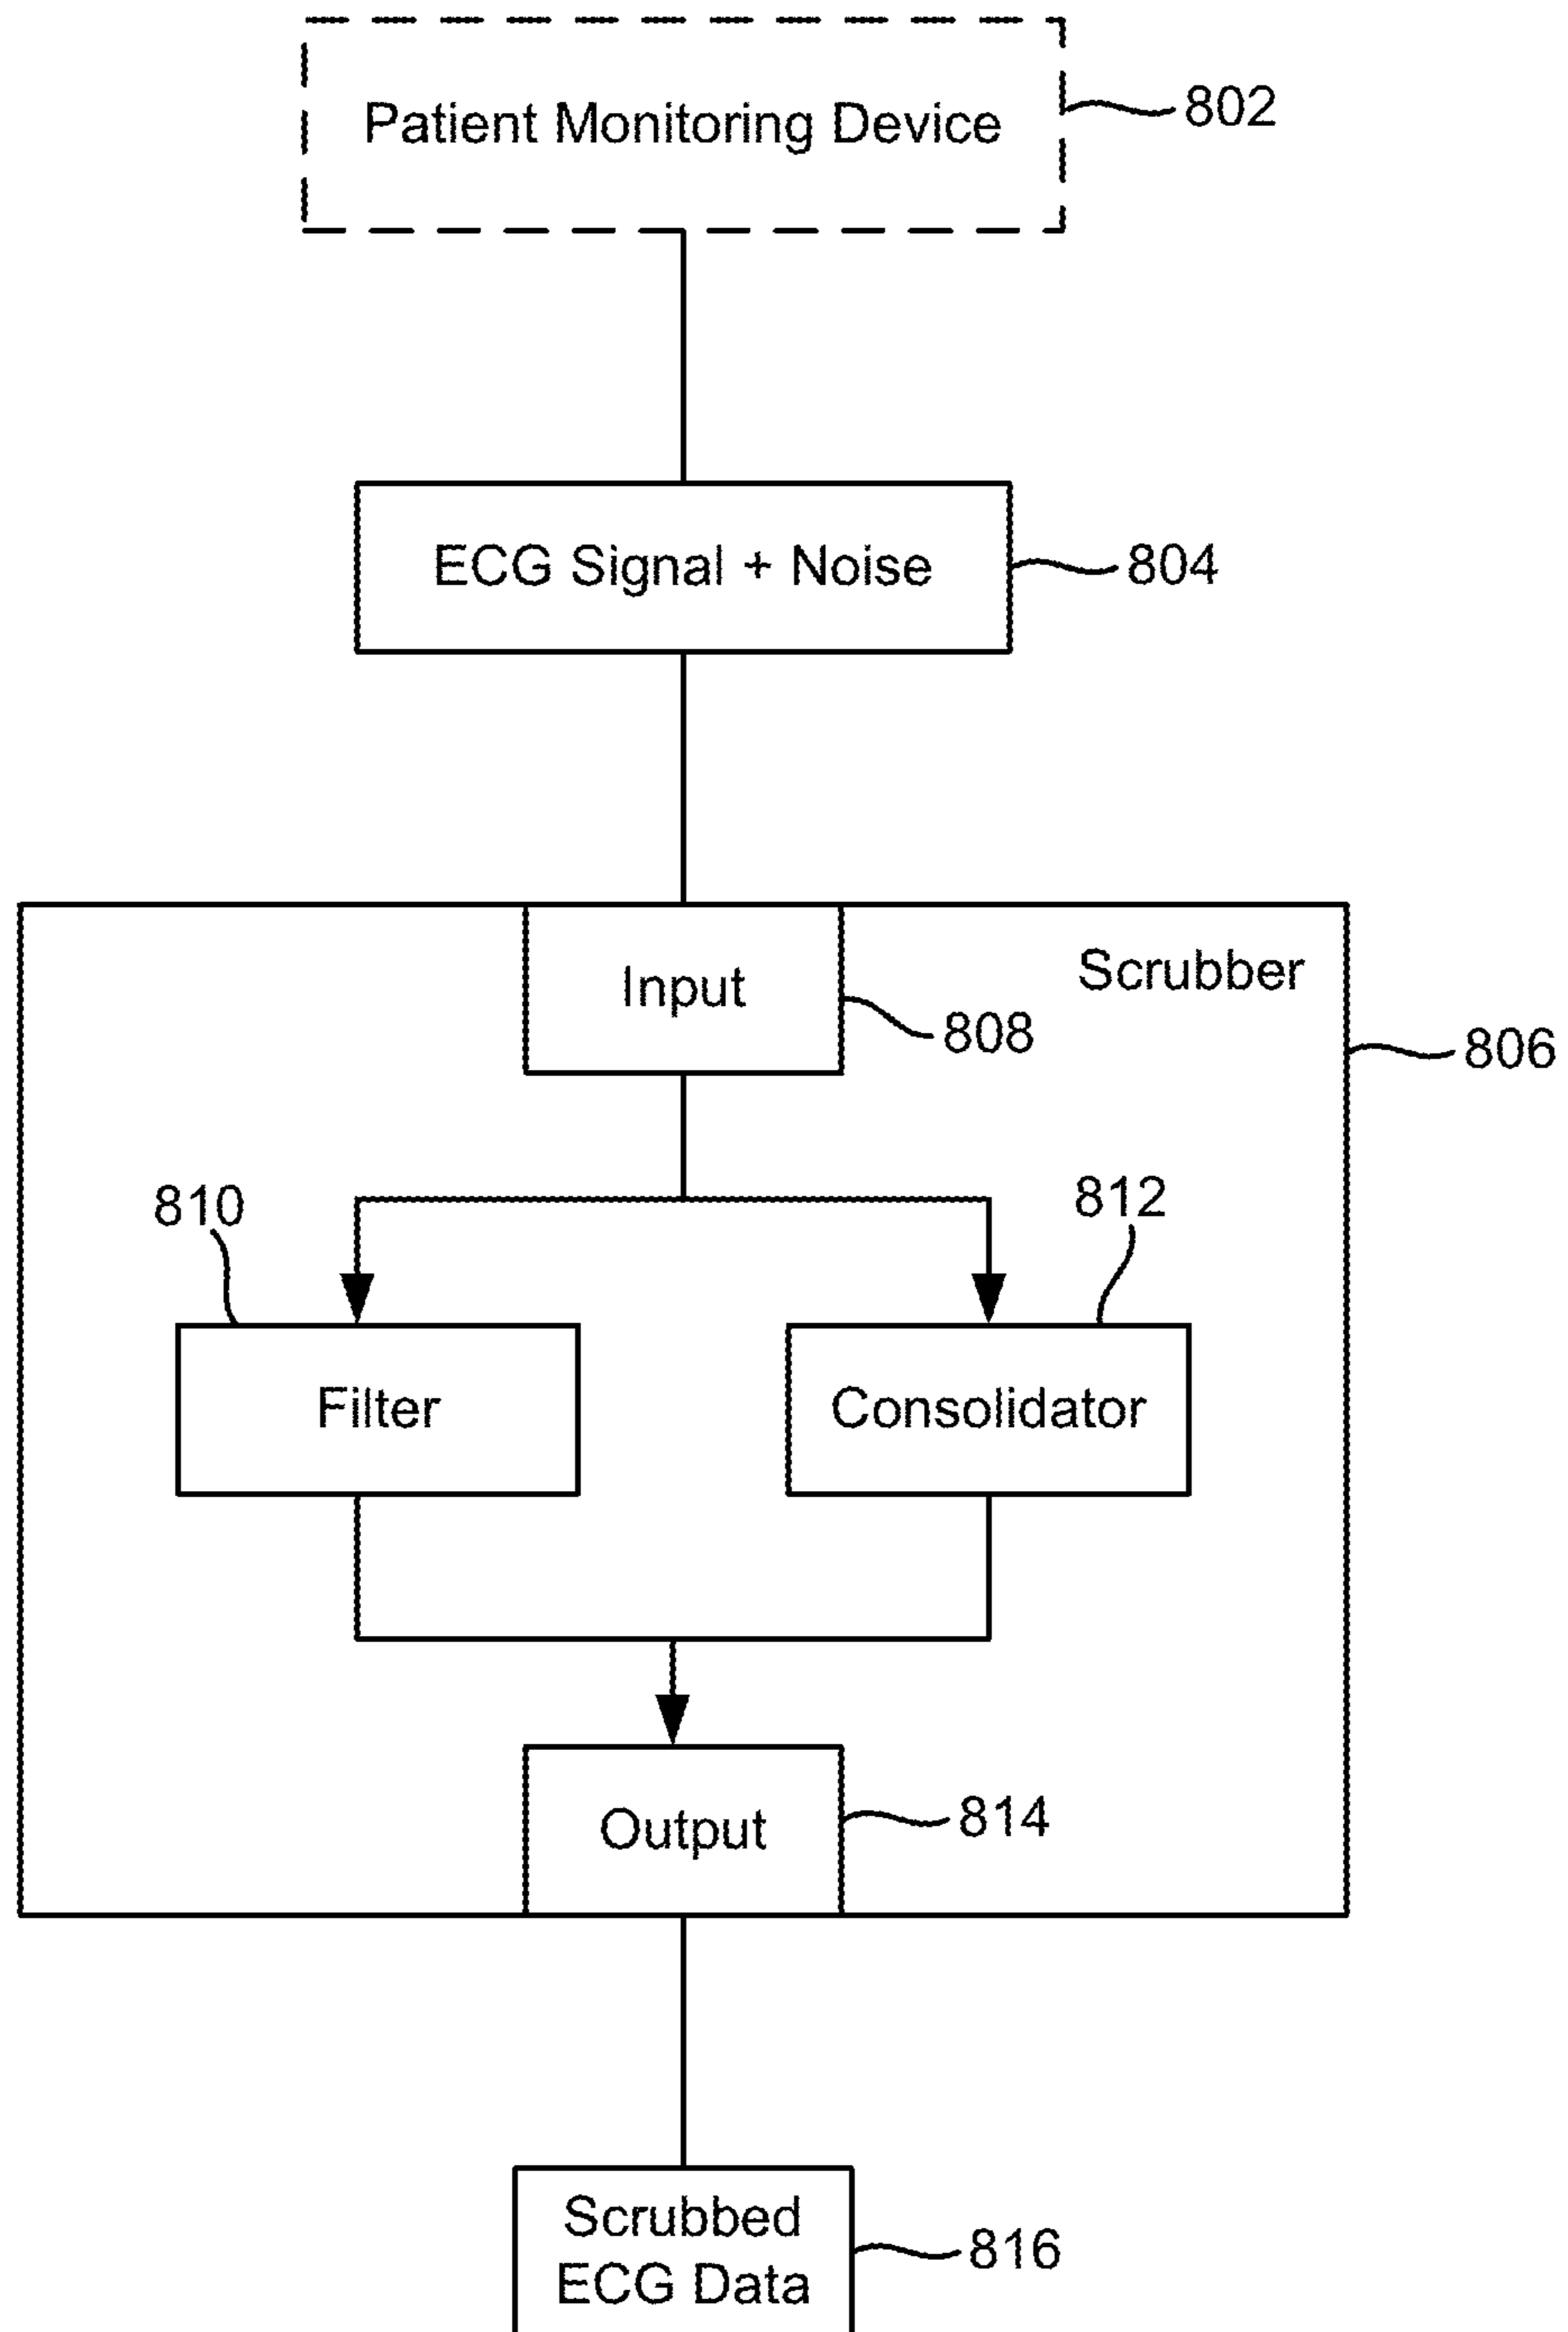 Patient Monitoring Device
802
ECG Signal + Noise
804
Scrubber
Input
808
806
810
812
Filter
Consolidator
Output
814
Scrubbed
ECG Data
816